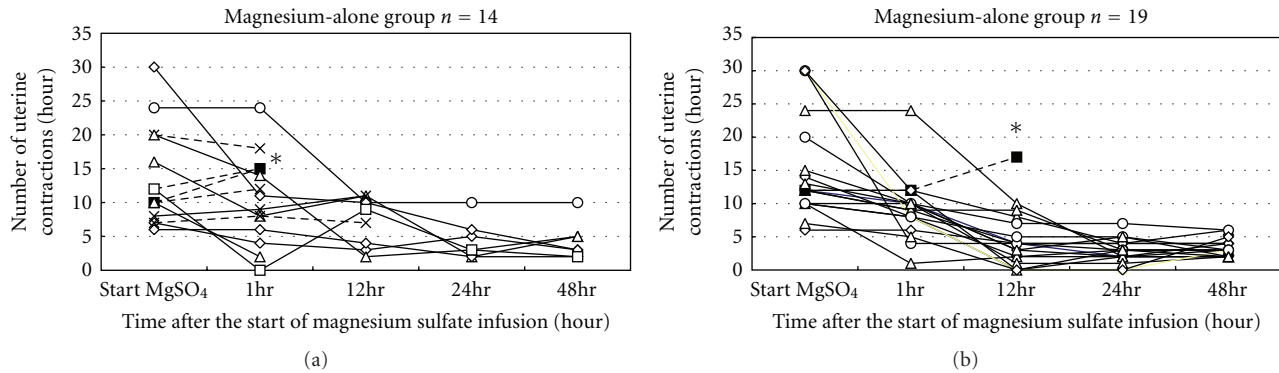 Magnesium-alone group n = 14
35
30
25
20
15
10
5
0
Number of uterine
contractions (hour)
*
Start MgSO₄ 1hr 12hr 24hr 48hr
Time after the start of magnesium sulfate infusion (hour)
(a)
Magnesium-alone group n = 19
35
30
25
20
15
10
5
0
Number of uterine
contractions (hour)
*
Start MgSO₄ 1hr 12hr 24hr 48hr
Time after the start of magnesium sulfate infusion (hour)
(b)